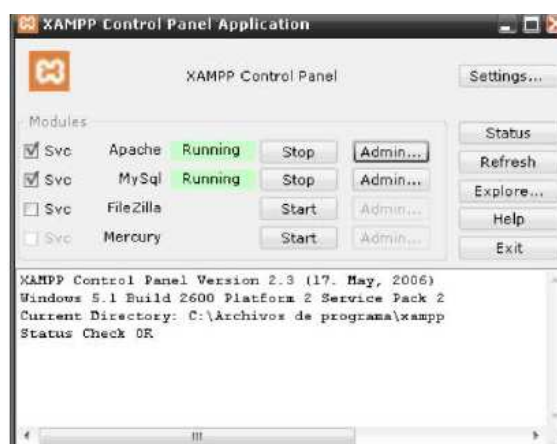 XAMPP Control Panel Application
XAMPP Control Panel
Settings...
Modules
Svc Apache Running Stop Admin...
Svc MySql Running Stop Admin...
Svc FileZilla Start Admin...
Svc Mercury Start Admin...
Status
Refresh
Explore...
Help
Exit
XAMPP Control Panel Version 2.3 (17. May, 2006)
Windows 5.1 Build 2600 Platform 2 Service Pack 2
Current Directory: C:\Archivos de programa\xampp
Status Check OK